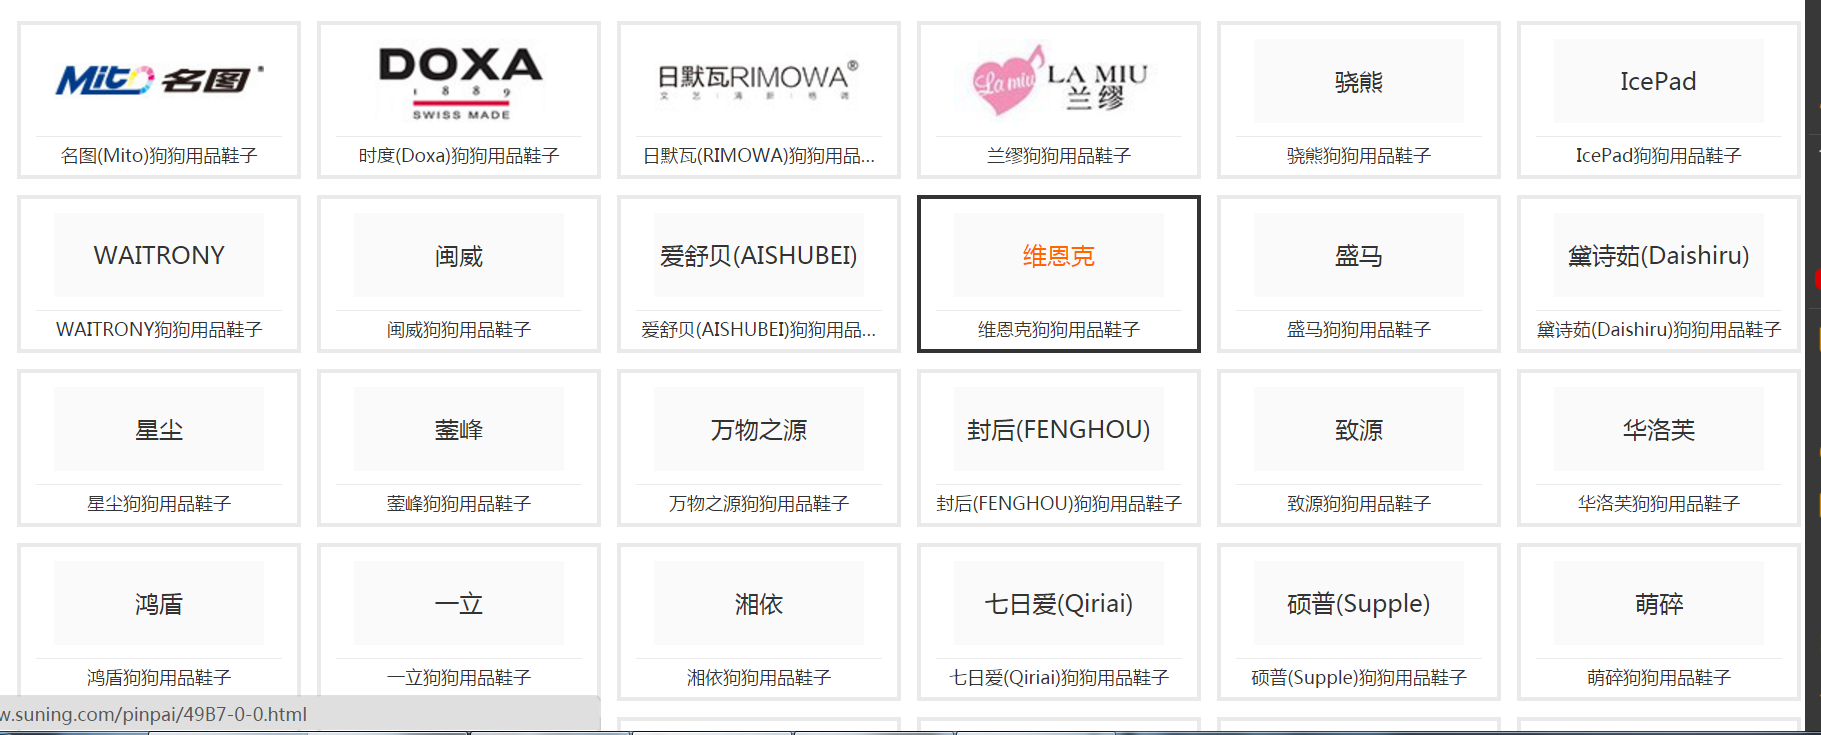 Mito 名图
DOXA
1889
SWISS MADE
日默瓦RIMOWA®
文艺·清新·格调
La miu LA MIU
兰缪
骁熊
IcePad
名图(Mito)狗狗用品鞋子
时度(Doxa)狗狗用品鞋子
日默瓦(RIMOWA)狗狗用品...
兰缪狗狗用品鞋子
骁熊狗狗用品鞋子
IcePad狗狗用品鞋子
WAITRONY
闽威
爱舒贝(AISHUBEI)
维恩克
盛马
黛诗茹(Daishiru)
WAITRONY狗狗用品鞋子
闽威狗狗用品鞋子
爱舒贝(AISHUBEI)狗狗用品...
维恩克狗狗用品鞋子
盛马狗狗用品鞋子
黛诗茹(Daishiru)狗狗用品鞋子
星尘
蓥峰
万物之源
封后(FENGHOU)
致源
华洛芙
星尘狗狗用品鞋子
蓥峰狗狗用品鞋子
万物之源狗狗用品鞋子
封后(FENGHOU)狗狗用品鞋子
致源狗狗用品鞋子
华洛芙狗狗用品鞋子
鸿盾
一立
湘依
七日爱(Qiriai)
硕普(Supple)
萌碎
鸿盾狗狗用品鞋子
一立狗狗用品鞋子
湘依狗狗用品鞋子
七日爱(Qiriai)狗狗用品鞋子
硕普(Supple)狗狗用品鞋子
萌碎狗狗用品鞋子
w.suning.com/pinpai/49B7-0-0.html